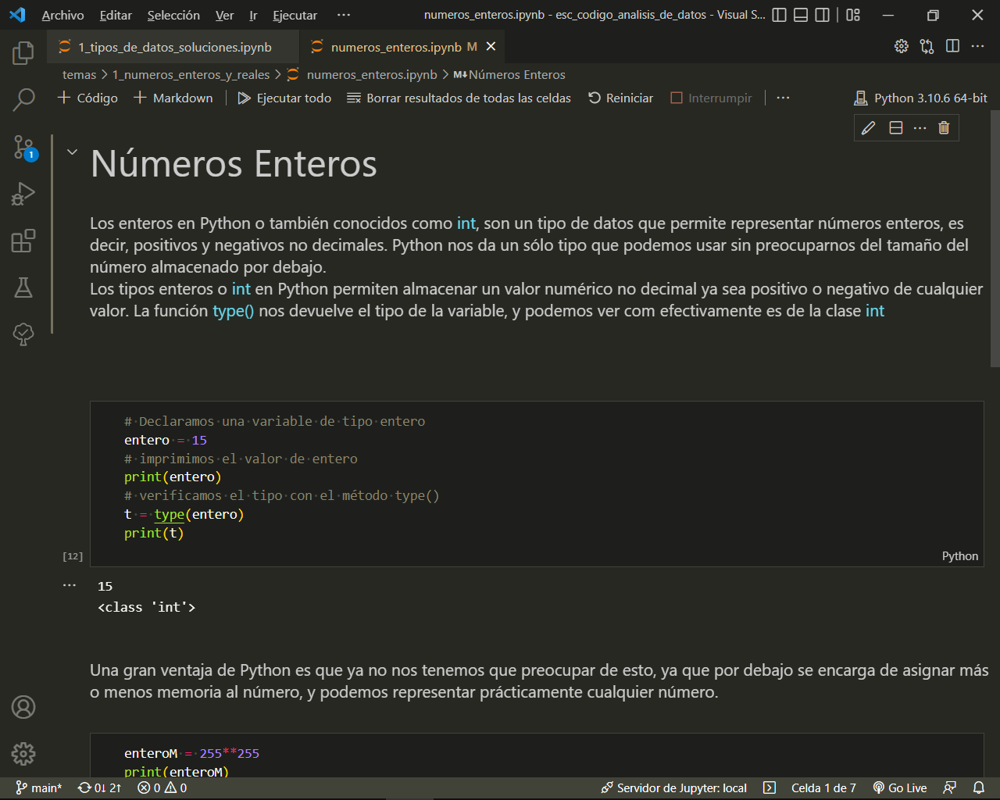 Archivo Editar Selección Ver Ir Ejecutar ··· numeros_enteros.ipynb - esc_codigo_analisis_de_datos - Visual S...
1_tipos_de_datos_soluciones.ipynb numeros_enteros.ipynb M
temas > 1_numeros_enteros_y_reales > numeros_enteros.ipynb > M↓Números Enteros
Código Markdown Ejecutar todo Borrar resultados de todas las celdas Reiniciar Interrumpir ··· Python 3.10.6 64-bit
1
Números Enteros
Los enteros en Python o también conocidos como int, son un tipo de datos que permite representar números enteros, es
decir, positivos y negativos no decimales. Python nos da un sólo tipo que podemos usar sin preocuparnos del tamaño del
número almacenado por debajo.
Los tipos enteros o int en Python permiten almacenar un valor numérico no decimal ya sea positivo o negativo de cualquier
valor. La función type() nos devuelve el tipo de la variable, y podemos ver com efectivamente es de la clase int
# Declaramos una variable de tipo entero
entero = 15
# imprimimos el valor de entero
print(entero)
# verificamos el tipo con el método type()
t = type(entero)
print(t)
[12] Python
··· 15
<class 'int'>
Una gran ventaja de Python es que ya no nos tenemos que preocupar de esto, ya que por debajo se encarga de asignar más
o menos memoria al número, y podemos representar prácticamente cualquier número.
enteroM = 255**255
print(enteroM)
main* 0↓ 2↑ 0 0 Servidor de Jupyter: local Celda 1 de 7 Go Live